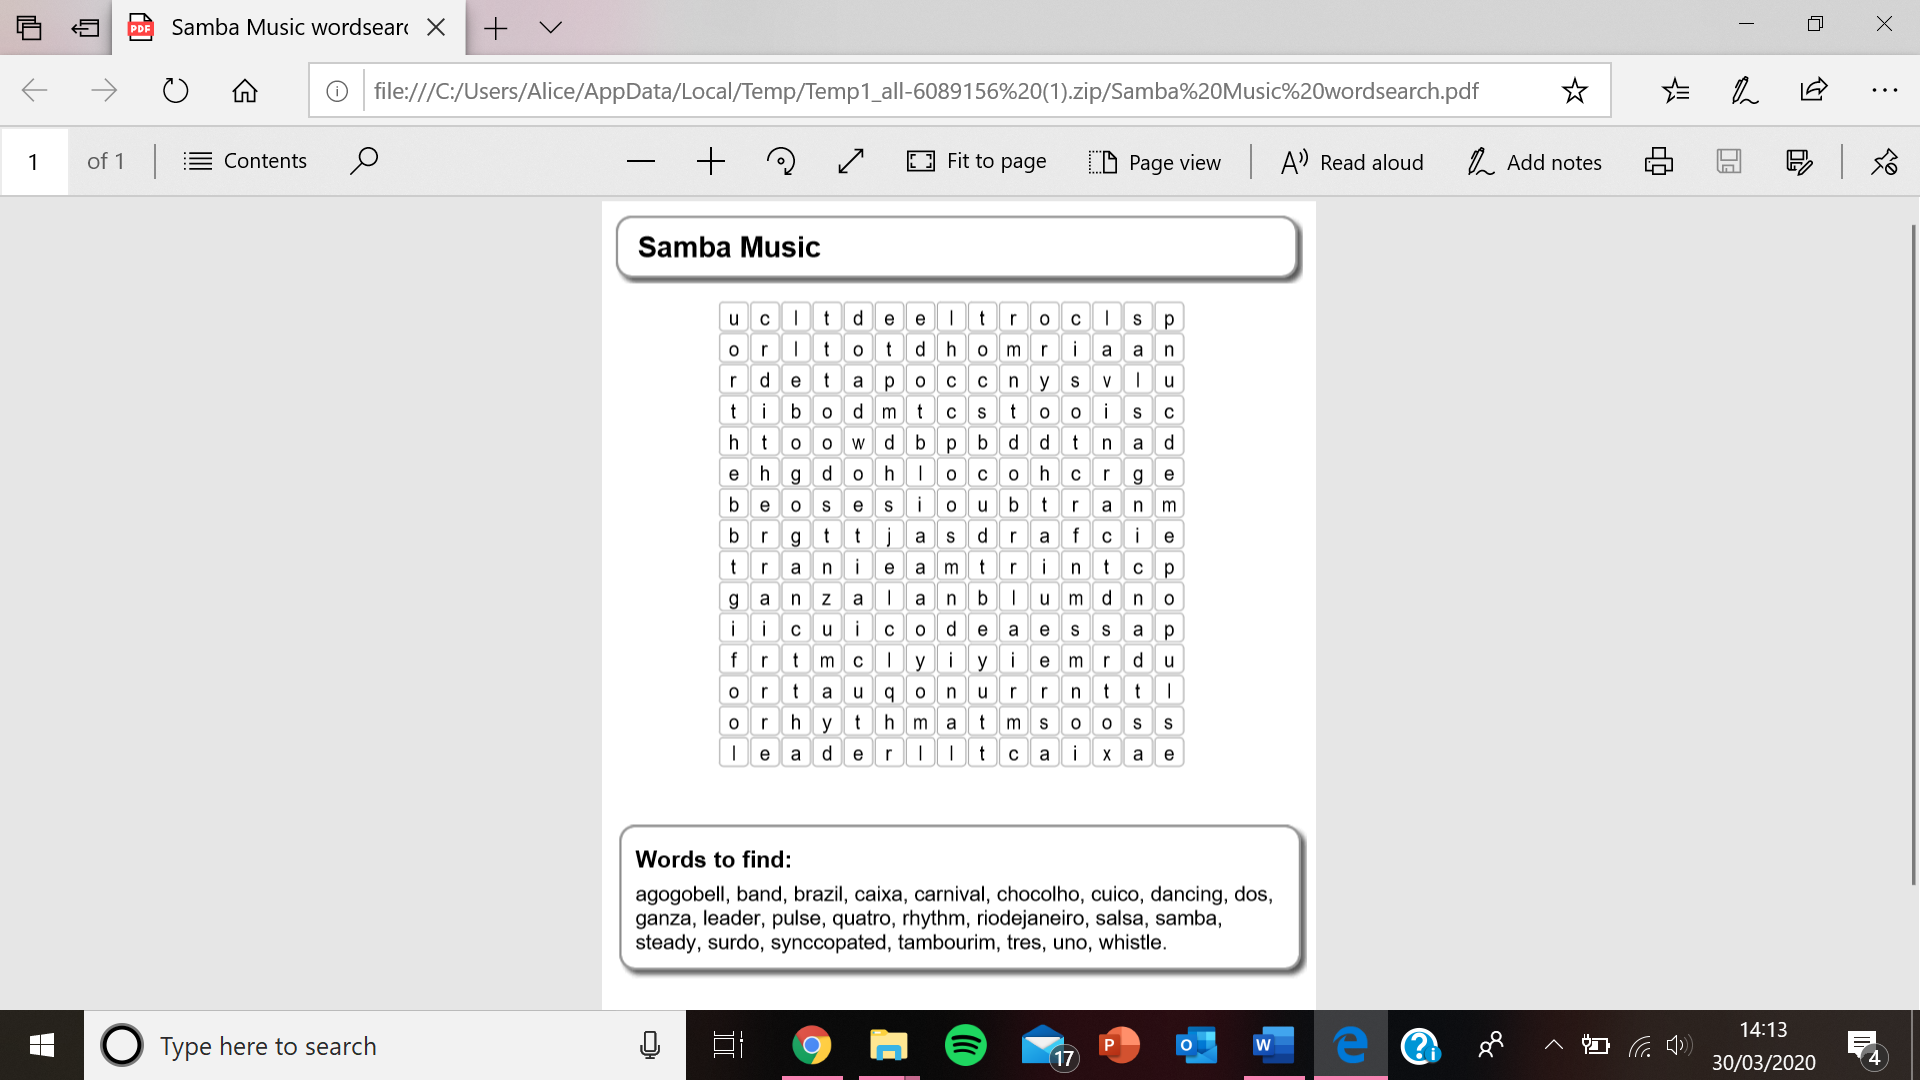 Samba Music wordsearc
file:///C:/Users/Alice/AppData/Local/Temp/Temp1_all-6089156%20(1).zip/Samba%20Music%20wordsearch.pdf
1 of 1 Contents Fit to page Page view Read aloud Add notes
Samba Music
u c l t d e e l t r o c l s p
o r l t o t d h o m r i a a n
r d e t a p o c c n y s v l u
t i b o d m t c s t o o i s c
h t o o w d b p b d d t n a d
e h g d o h l o c o h c r g e
b e o s e s i o u b t r a n m
b r g t t j a s d r a f c i e
t r a n i e a m t r i n t c p
g a n z a l a n b l u m d n o
i i c u i c o d e a e s s a p
f r t m c l y i y i e m r d u
o r t a u q o n u r r n t t l
o r h y t h m a t m s o o s s
l e a d e r l l t c a i x a e
Words to find:
agogobell, band, brazil, caixa, carnival, chocolho, cuico, dancing, dos,
ganza, leader, pulse, quatro, rhythm, riodejaneiro, salsa, samba,
steady, surdo, synccopated, tambourim, tres, uno, whistle.
Type here to search
17
14:13
30/03/2020
4